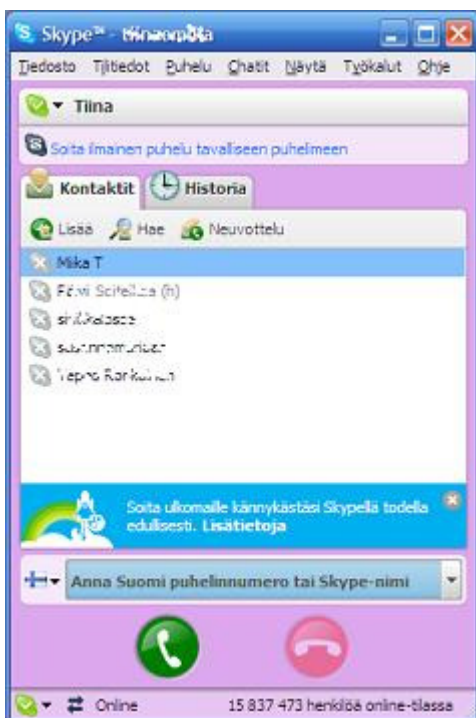 Skype™ -
Tiedosto Tilitiedot Puhelu Chatit Näytä Työkalut Ohje
Tiina
Soita ilmainen puhelu tavalliseen puhelimeen
Kontaktit Historia
Lisää Hae Neuvottelu
Mika T
(h)
Soita ulkomaille kännykästäsi Skypellä todella
edullisesti. Lisätietoja
Anna Suomi puhelinnumero tai Skype-nimi
Online 15 837 473 henkilöä online-tilassa